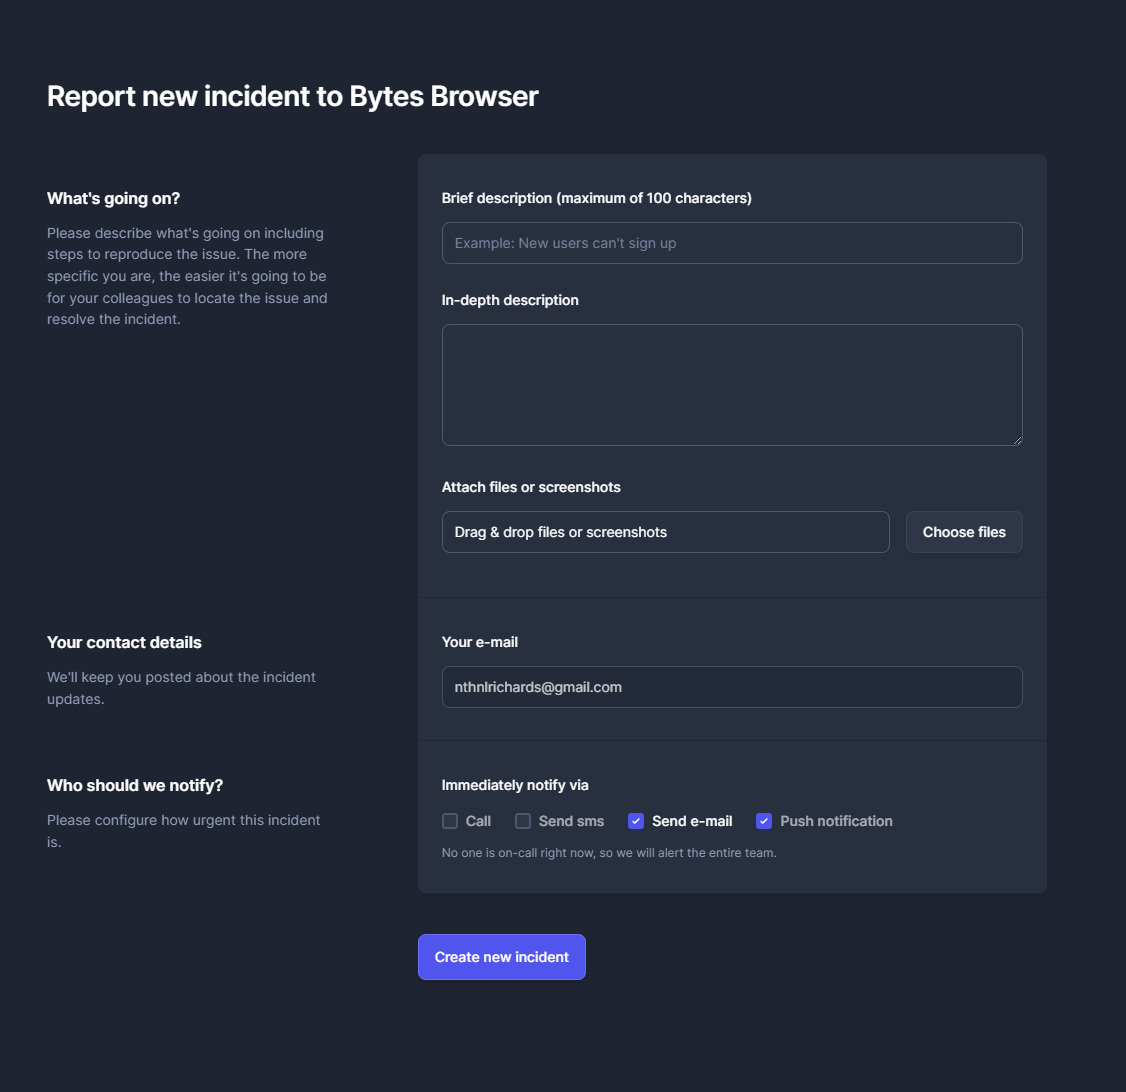 Report new incident to Bytes Browser
What's going on?
Please describe what's going on including
steps to reproduce the issue. The more
specific you are, the easier it's going to be
for your colleagues to locate the issue and
resolve the incident.
Brief description (maximum of 100 characters)
Example: New users can't sign up
In-depth description
Attach files or screenshots
Drag & drop files or screenshots
Choose files
Your contact details
We'll keep you posted about the incident
updates.
Your e-mail
nthnlrichards@gmail.com
Who should we notify?
Please configure how urgent this incident
is.
Immediately notify via
Call Send sms Send e-mail Push notification
No one is on-call right now, so we will alert the entire team.
Create new incident